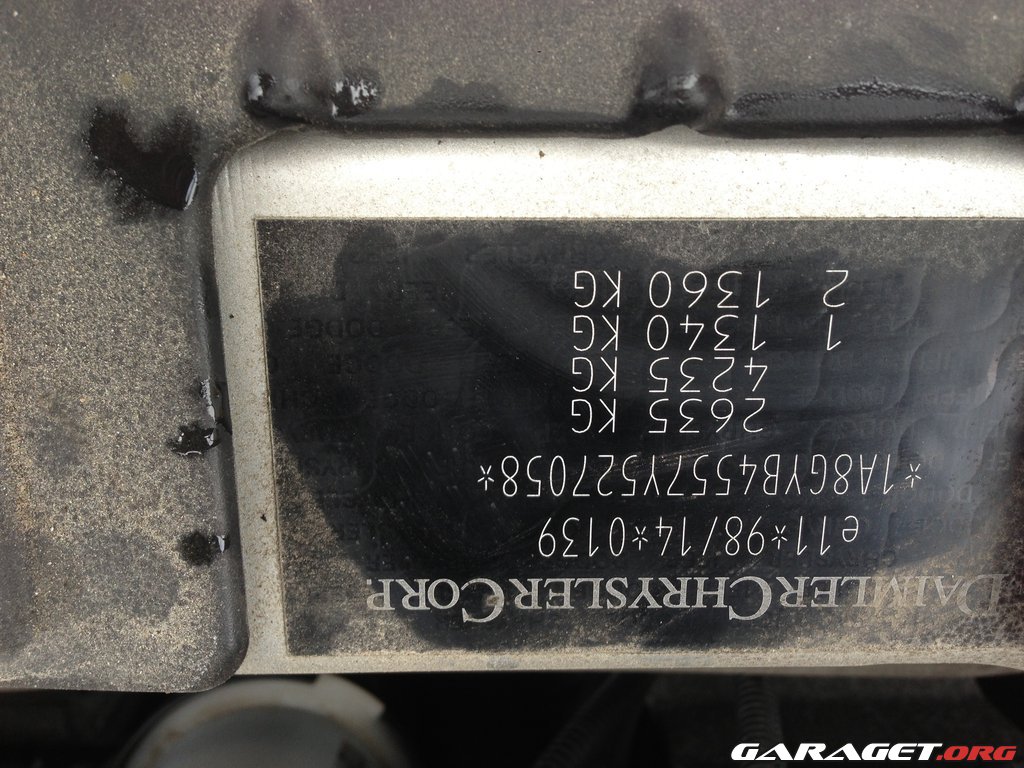 DAIMLERCHRYSLER CORP.
e11*98/14*0139
*1A8GYB4557Y527058*
2635 KG
4235 KG
1 1340 KG
2 1360 KG
GARAGET.ORG